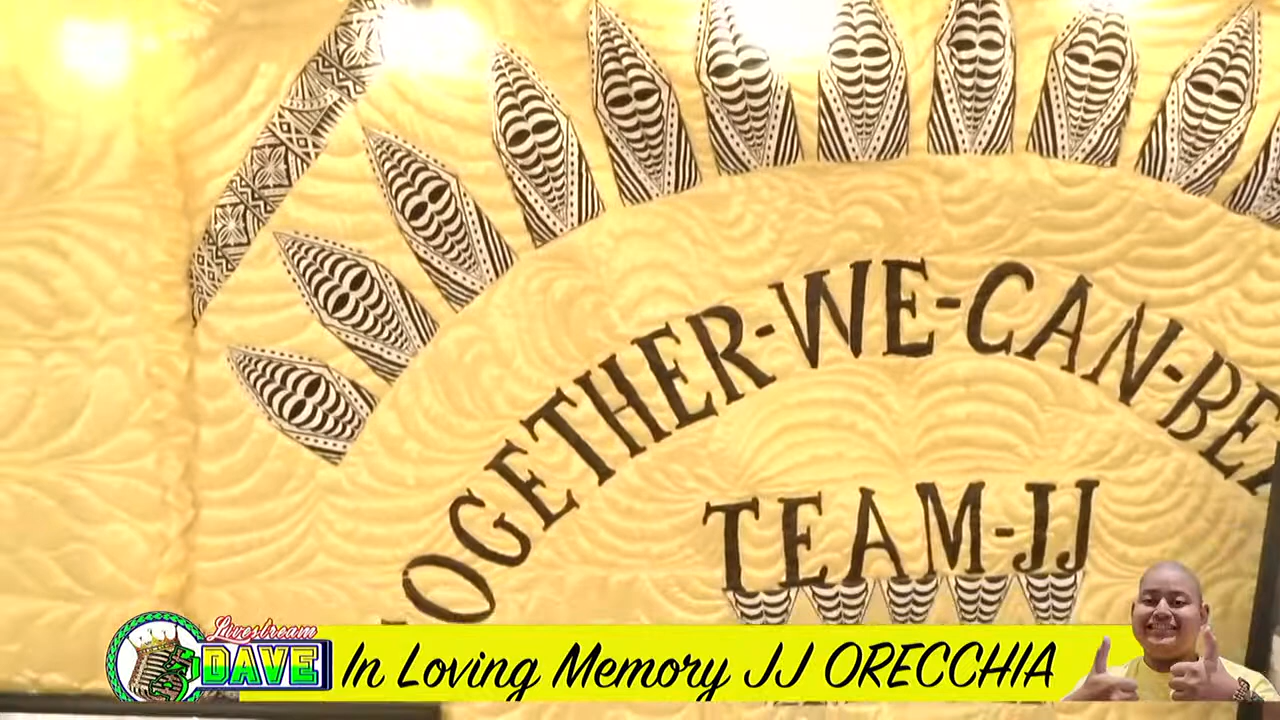 OGETHER-WE-CAN-BE
TEAM-JJ
Livestream
DAVE
In Loving Memory JJ ORECCHIA